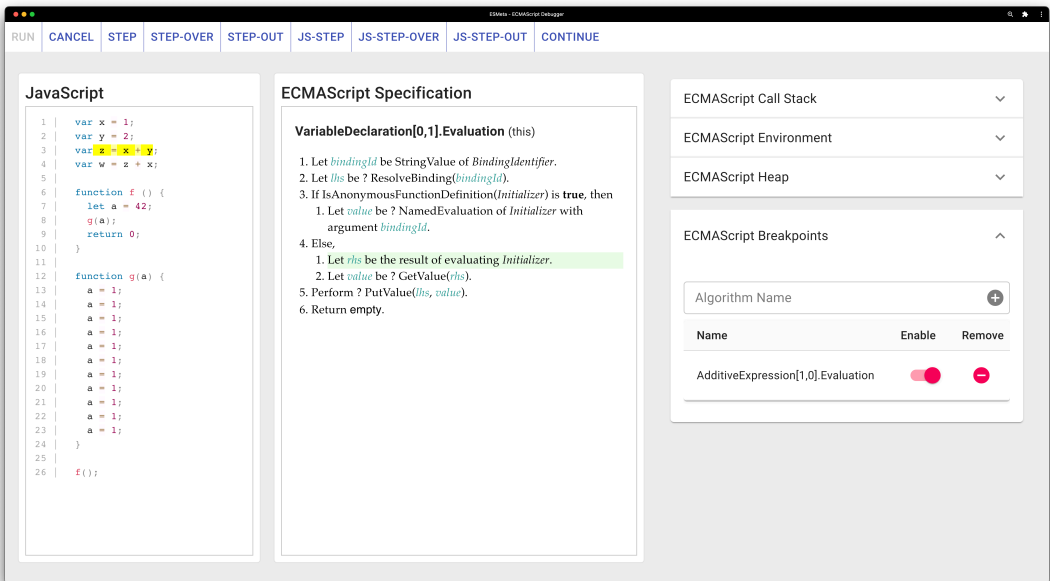 ESMeta - ECMAScript Debugger
RUN CANCEL STEP STEP-OVER STEP-OUT JS-STEP JS-STEP-OVER JS-STEP-OUT CONTINUE
JavaScript
1 | var x = 1;
2 | var y = 2;
3 | var z = x + y;
4 | var w = z + x;
5 |
6 | function f () {
7 | let a = 42;
8 | g(a);
9 | return 0;
10 | }
11 |
12 | function g(a) {
13 | a = 1;
14 | a = 1;
15 | a = 1;
16 | a = 1;
17 | a = 1;
18 | a = 1;
19 | a = 1;
20 | a = 1;
21 | a = 1;
22 | a = 1;
23 | a = 1;
24 | }
25 |
26 | f();
ECMAScript Specification
VariableDeclaration[0,1].Evaluation (this)
1. Let bindingId be StringValue of BindingIdentifier.
2. Let lhs be ? ResolveBinding(bindingId).
3. If IsAnonymousFunctionDefinition(Initializer) is true, then
1. Let value be ? NamedEvaluation of Initializer with
argument bindingId.
4. Else,
1. Let rhs be the result of evaluating Initializer.
2. Let value be ? GetValue(rhs).
5. Perform ? PutValue(lhs, value).
6. Return empty.
ECMAScript Call Stack
ECMAScript Environment
ECMAScript Heap
ECMAScript Breakpoints
Algorithm Name
Name Enable Remove
AdditiveExpression[1,0].Evaluation